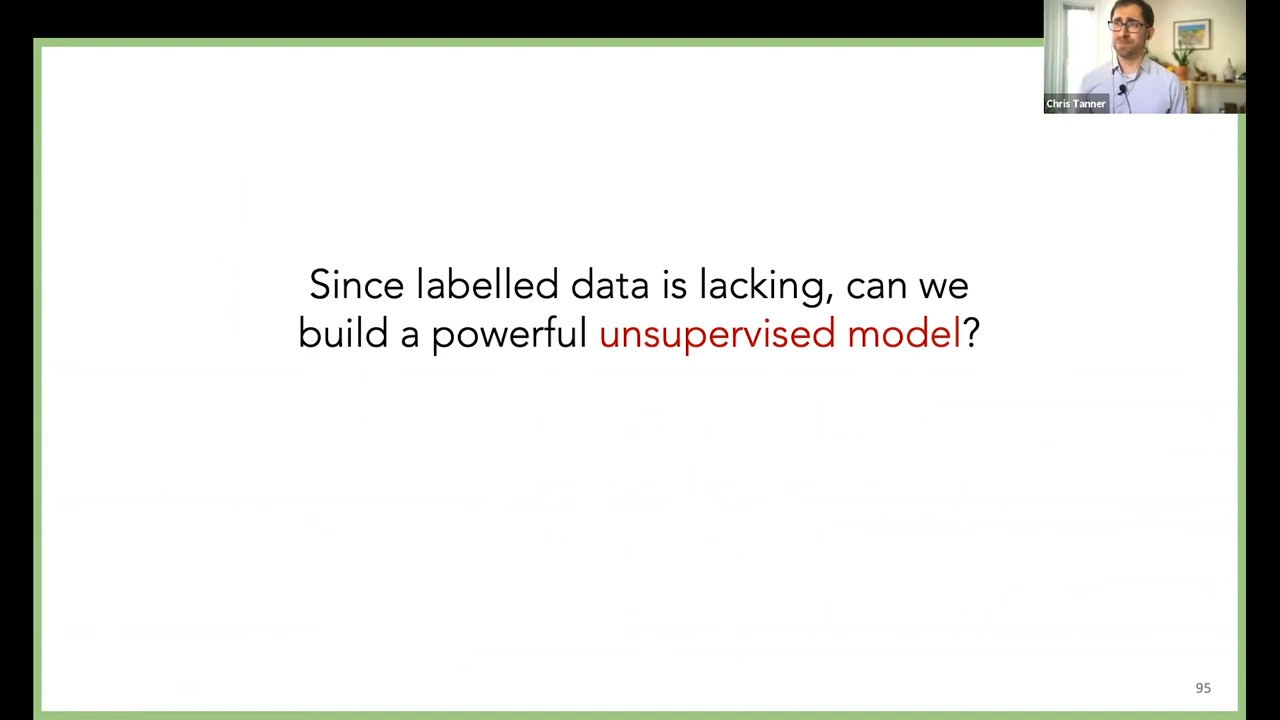 Chris Tanner
Since labelled data is lacking, can we
build a powerful unsupervised model?
95